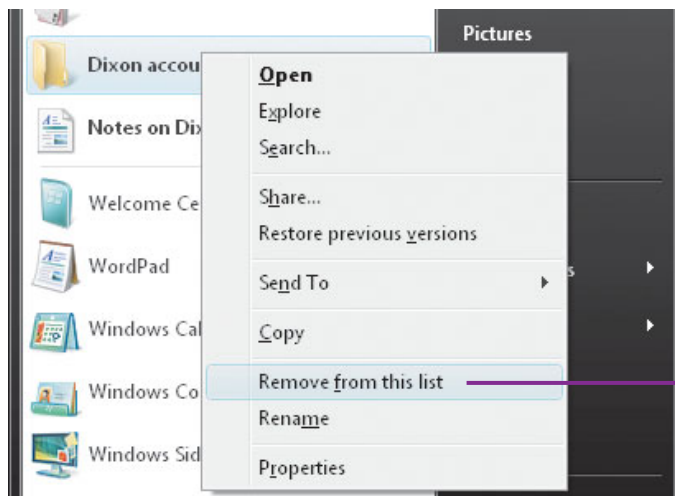 Pictures
Dixon accou
Open
Explore
Notes on Dix
Search...
Share...
Welcome Ce
Restore previous versions
WordPad
s
Send To
Windows Cal
Copy
Windows Co
Remove from this list
Rename
Windows Sid
Properties